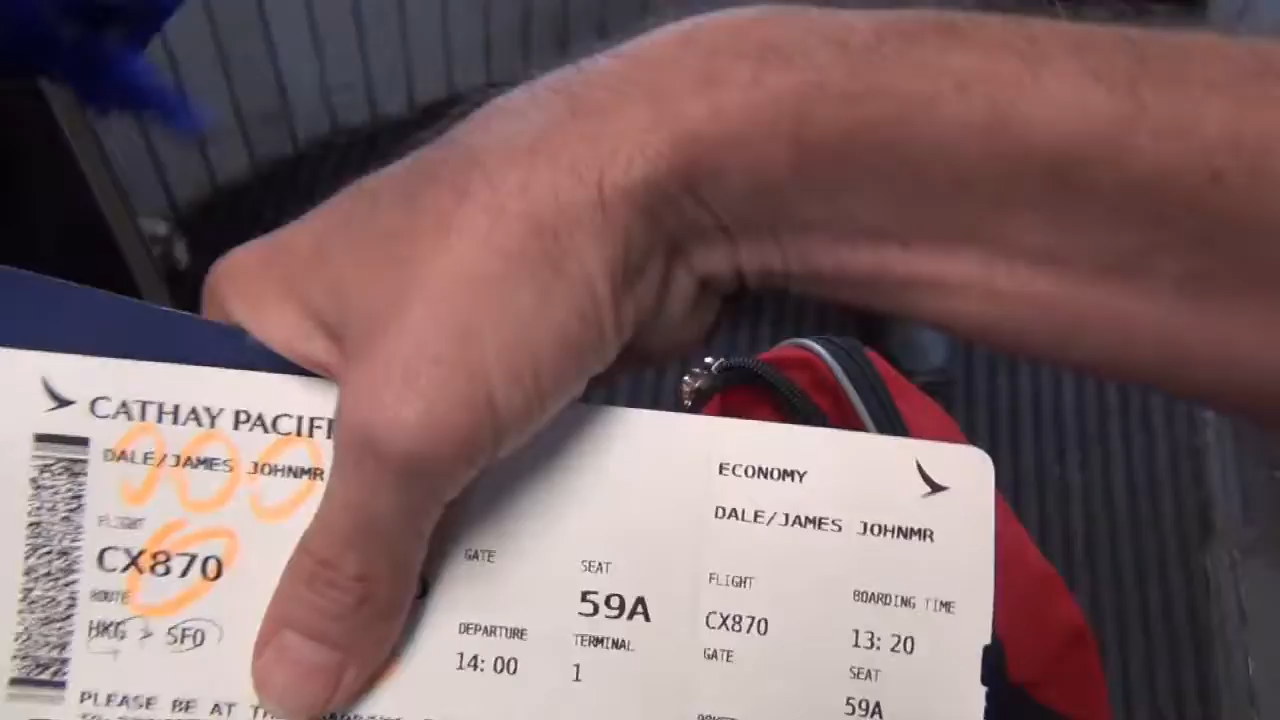 CATHAY PACIFI
DALE/JAMES JOHNMR
FLIGHT
CX870
ROUTE
HKG > SFO
PLEASE BE AT
GATE
SEAT
59A
DEPARTURE
TERMINAL
14:00
1
ECONOMY
DALE/JAMES JOHNMR
FLIGHT
BOARDING TIME
CX870
13:20
GATE
SEAT
59A